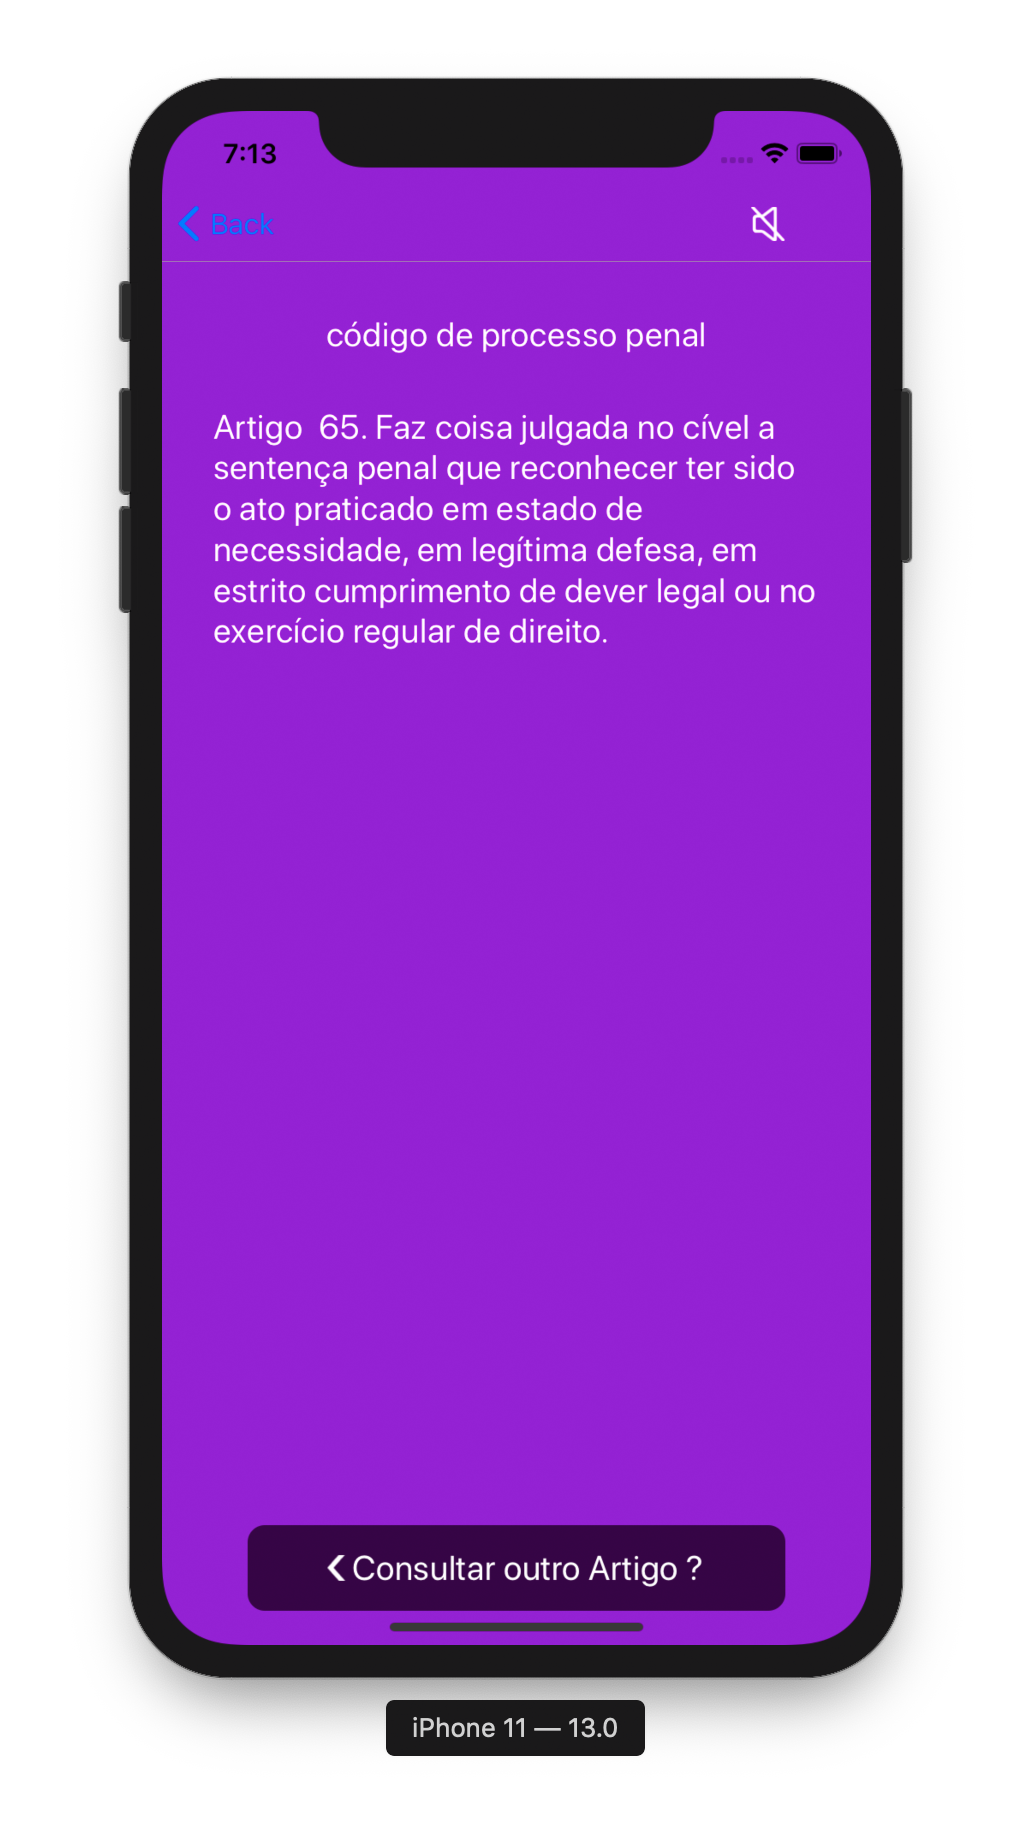 7:13
Back
código de processo penal
Artigo  65. Faz coisa julgada no cível a
sentença penal que reconhecer ter sido
o ato praticado em estado de
necessidade, em legítima defesa, em
estrito cumprimento de dever legal ou no
exercício regular de direito.
Consultar outro Artigo ?
iPhone 11 — 13.0